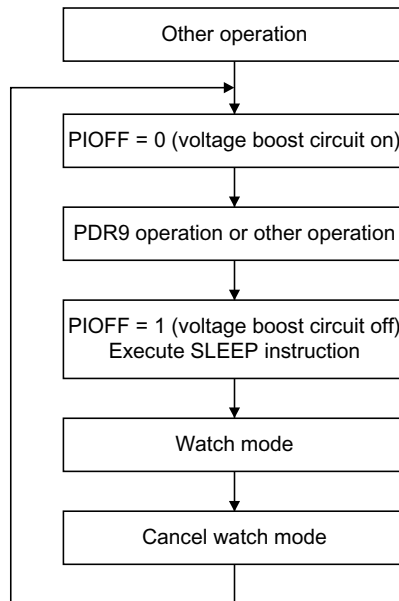 Other operation
PIOFF = 0 (voltage boost circuit on)
PDR9 operation or other operation
PIOFF = 1 (voltage boost circuit off)
Execute SLEEP instruction
Watch mode
Cancel watch mode